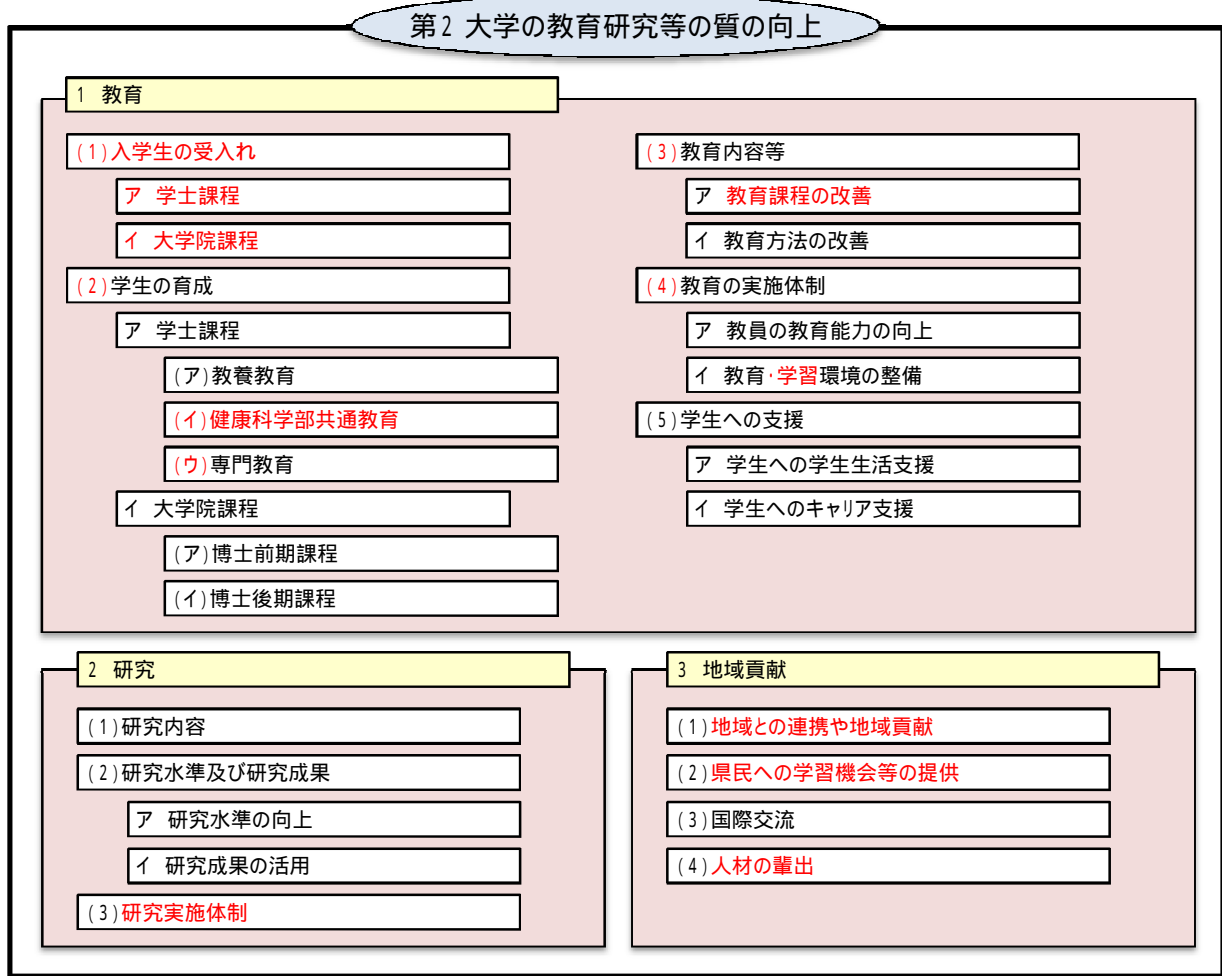 第2 大学の教育研究等の質の向上
1 教育
(1)入学生の受入れ
ア 学士課程
イ 大学院課程
(2)学生の育成
ア 学士課程
(ア)教養教育
(イ)健康科学部共通教育
(ウ)専門教育
イ 大学院課程
(ア)博士前期課程
(イ)博士後期課程
(3)教育内容等
ア 教育課程の改善
イ 教育方法の改善
(4)教育の実施体制
ア 教員の教育能力の向上
イ 教育・学習環境の整備
(5)学生への支援
ア 学生への学生生活支援
イ 学生へのキャリア支援
2 研究
(1)研究内容
(2)研究水準及び研究成果
ア 研究水準の向上
イ 研究成果の活用
(3)研究実施体制
3 地域貢献
(1)地域との連携や地域貢献
(2)県民への学習機会等の提供
(3)国際交流
(4)人材の輩出